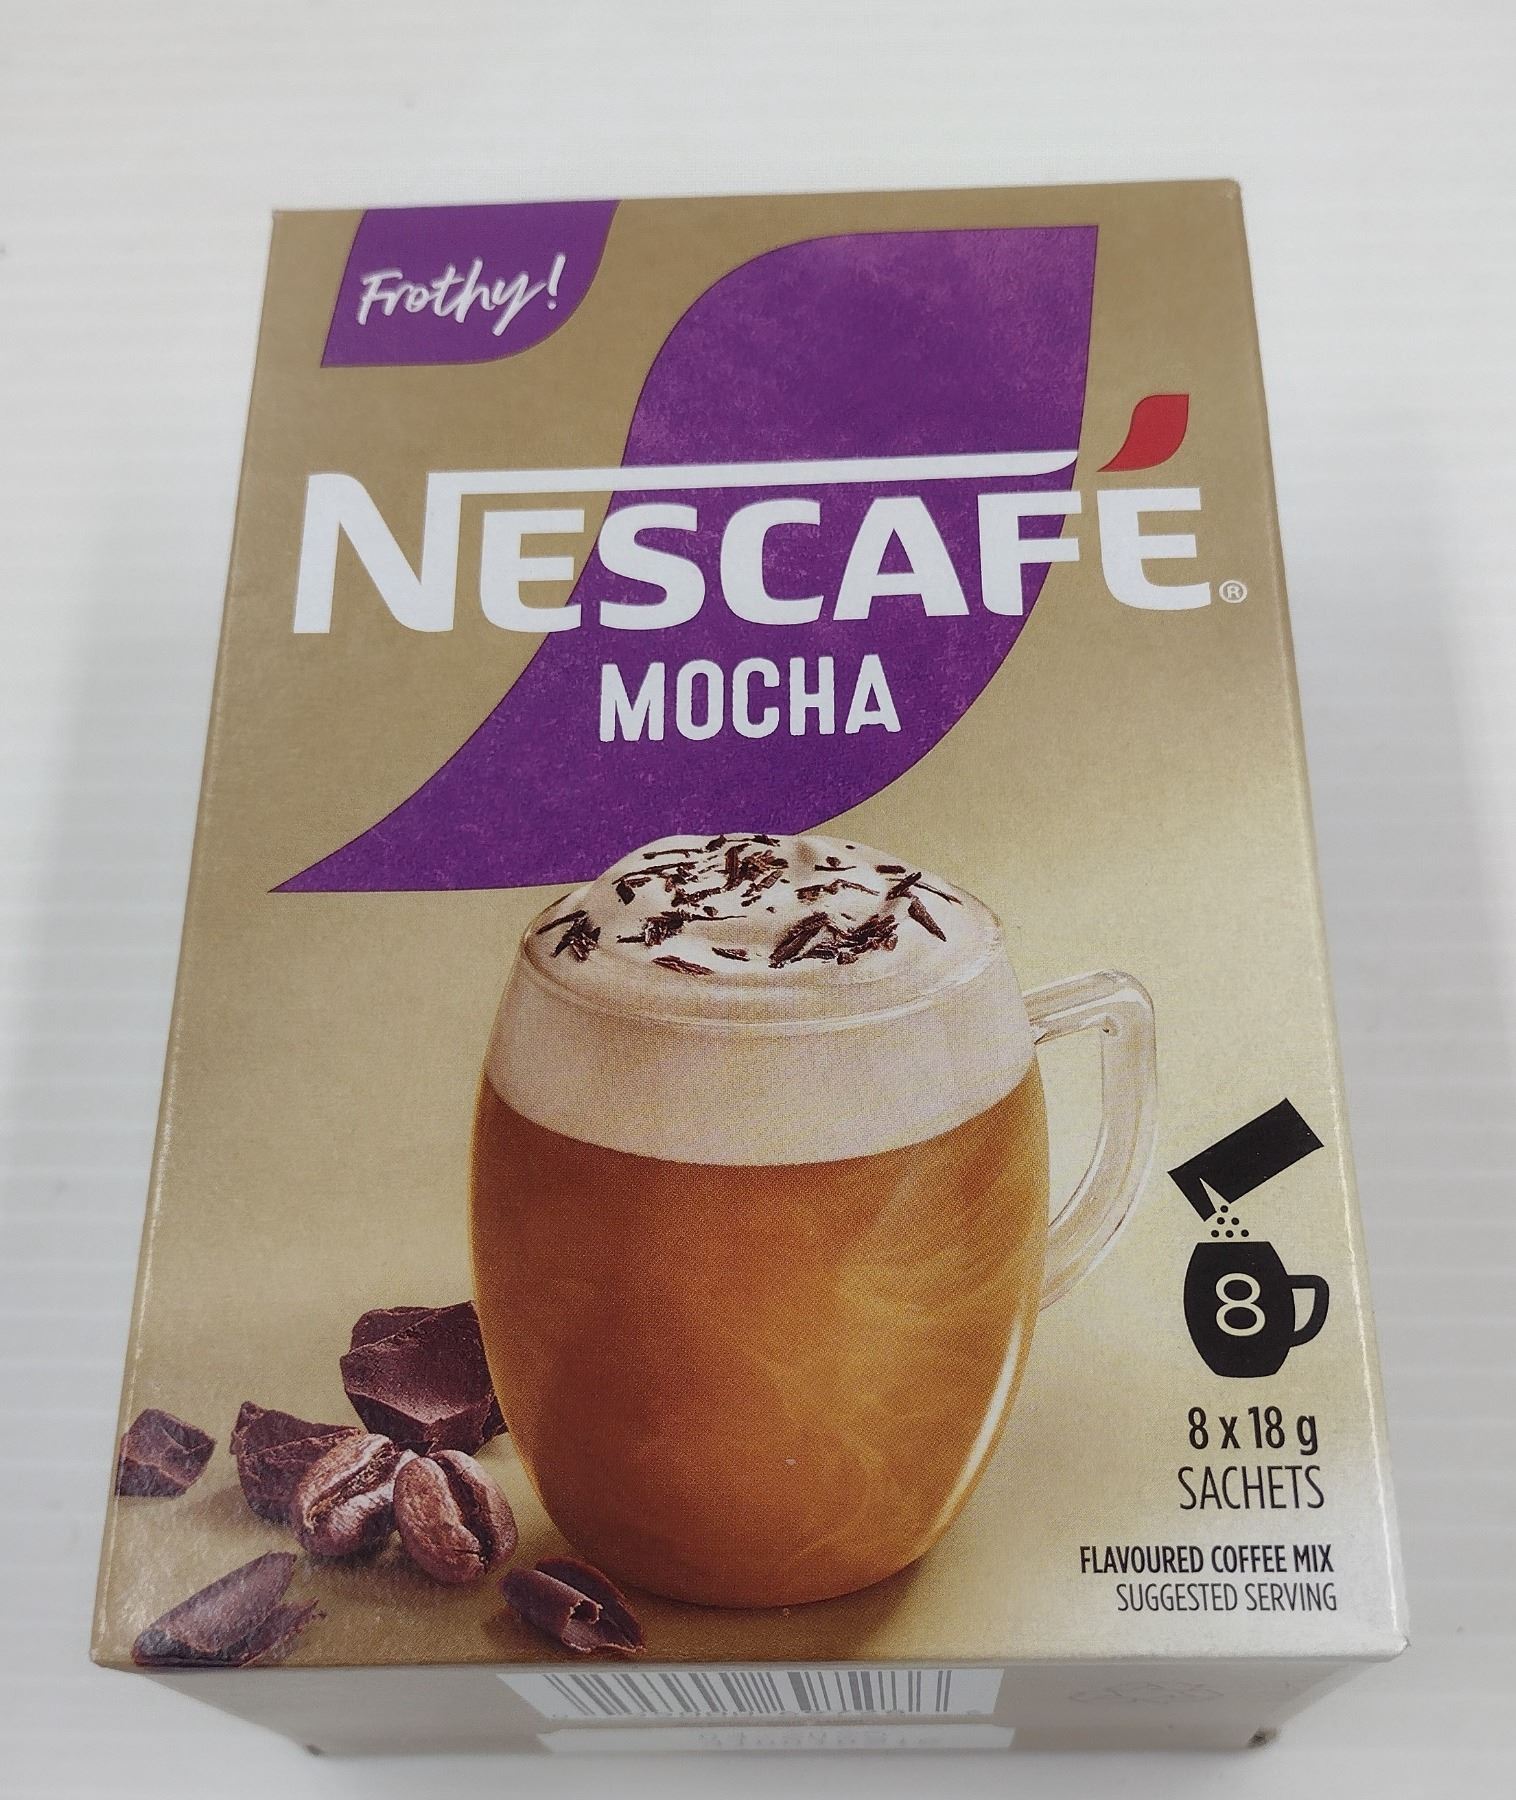 Frothy!
NESCAFÉ®
MOCHA
8
8 x 18 g
SACHETS
FLAVOURED COFFEE MIX
SUGGESTED SERVING